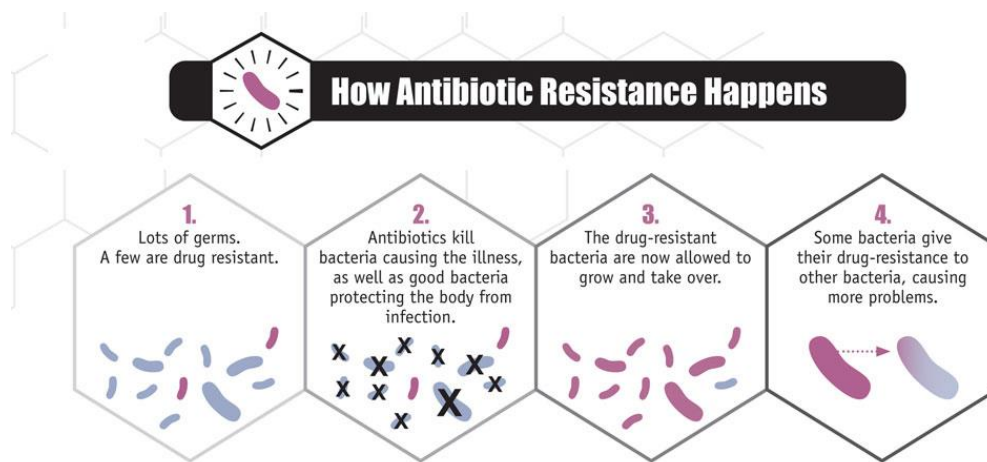 How Antibiotic Resistance Happens
1.
Lots of germs.
A few are drug resistant.
2.
Antibiotics kill
bacteria causing the illness,
as well as good bacteria
protecting the body from
infection.
X X X X X X X X X X X
3.
The drug-resistant
bacteria are now allowed to
grow and take over.
4.
Some bacteria give
their drug-resistance to
other bacteria, causing
more problems.